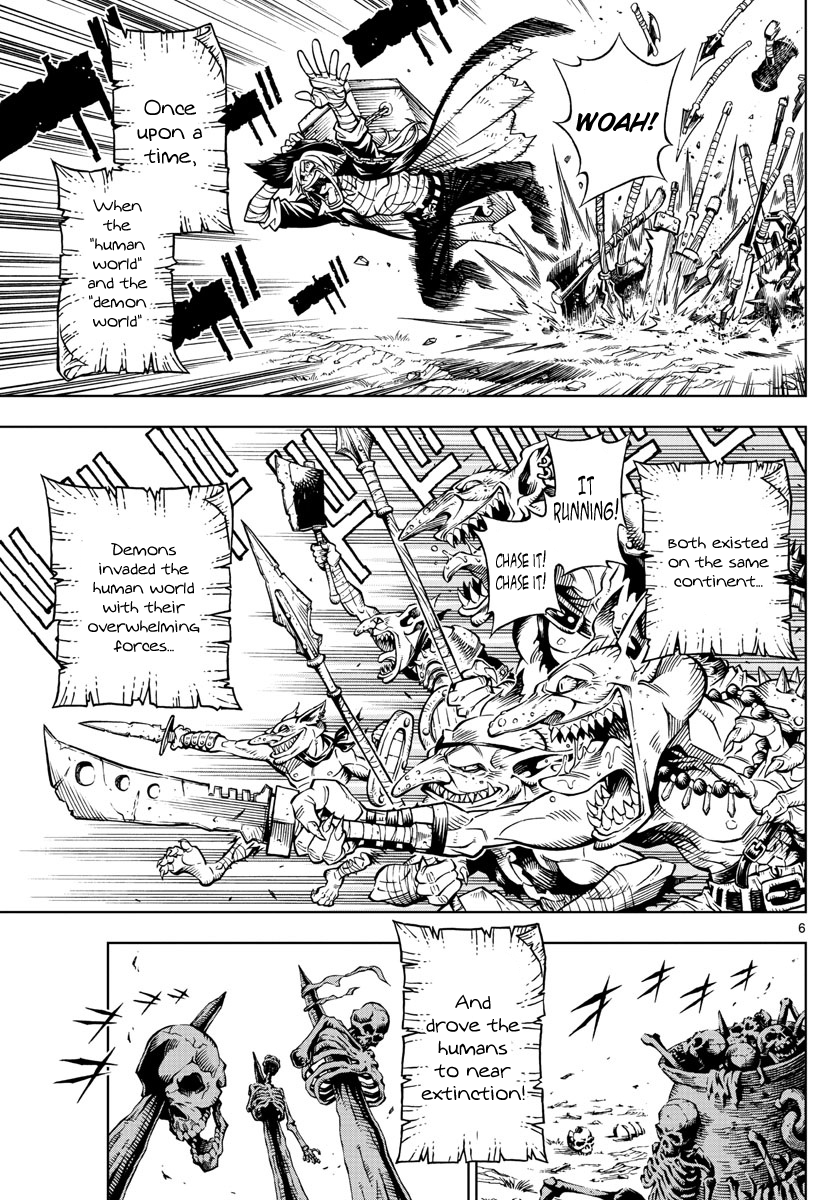 WOAH!
Once
upon a
time,
When
the
"human
world"
and the
"demon
world"
Both existed
on the same
continent...
IT
RUNNING!
CHASE IT!
CHASE IT!
Demons
invaded the
human world
with their
overwhelming
forces...
6
And
drove the
humans
to near
extinction!